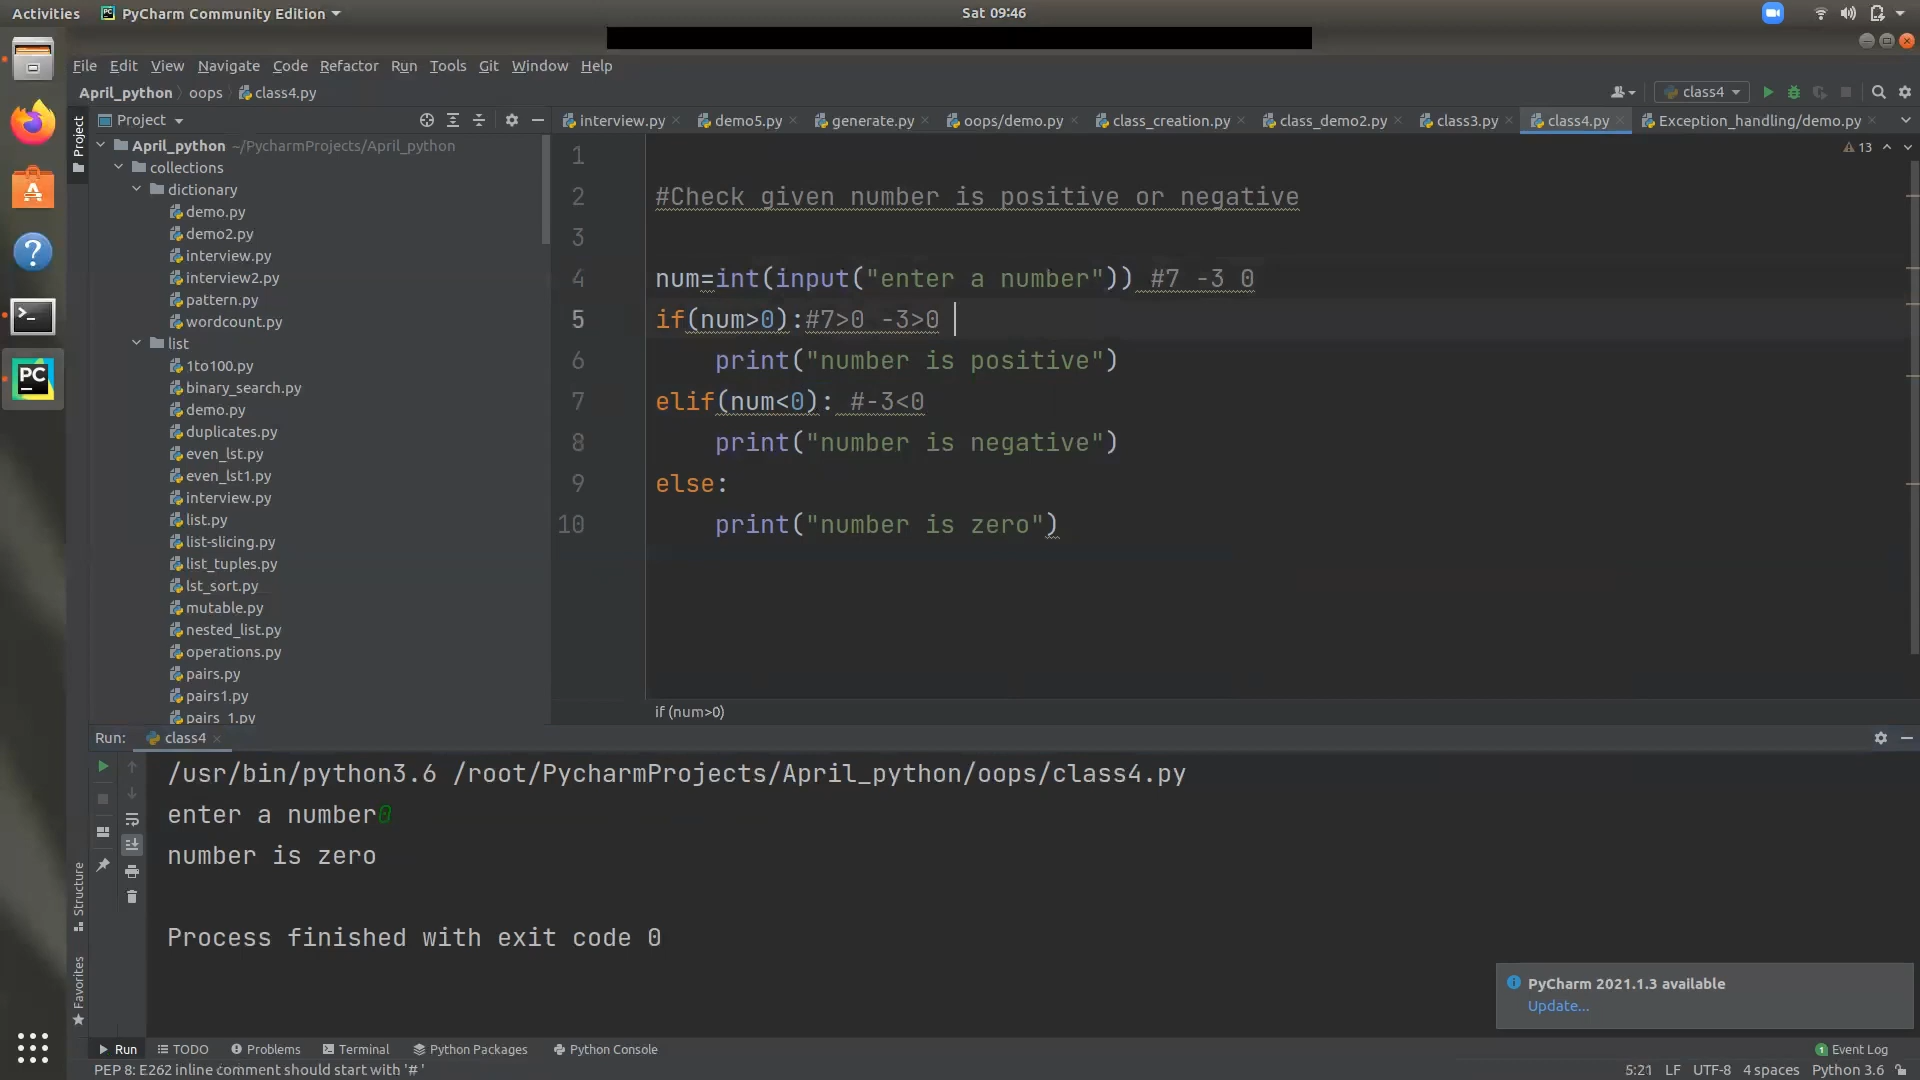 Activities PyCharm Community Edition Sat 09:46
File Edit View Navigate Code Refactor Run Tools Git Window Help
April_python oops class4.py class4
Project interview.py demo5.py generate.py oops/demo.py class_creation.py class_demo2.py class3.py class4.py Exception_handling/demo.py
Project
April_python ~/PycharmProjects/April_python
collections
dictionary
demo.py
demo2.py
interview.py
interview2.py
pattern.py
wordcount.py
list
1to100.py
binary_search.py
demo.py
duplicates.py
even_lst.py
even_lst1.py
interview.py
list.py
list-slicing.py
list_tuples.py
lst_sort.py
mutable.py
nested_list.py
operations.py
pairs.py
pairs1.py
pairs_1.py
13
1
2 #Check given number is positive or negative
3
4 num=int(input("enter a number")) #7 -3 0
5 if(num>0):#7>0 -3>0
6 print("number is positive")
7 elif(num<0): #-3<0
8 print("number is negative")
9 else:
10 print("number is zero")
if (num>0)
Run: class4
/usr/bin/python3.6 /root/PycharmProjects/April_python/oops/class4.py
enter a number0
number is zero
Process finished with exit code 0
Structure
Favorites
PyCharm 2021.1.3 available
Update...
Run TODO Problems Terminal Python Packages Python Console 1 Event Log
PEP 8: E262 inline comment should start with '# ' 5:21 LF UTF-8 4 spaces Python 3.6